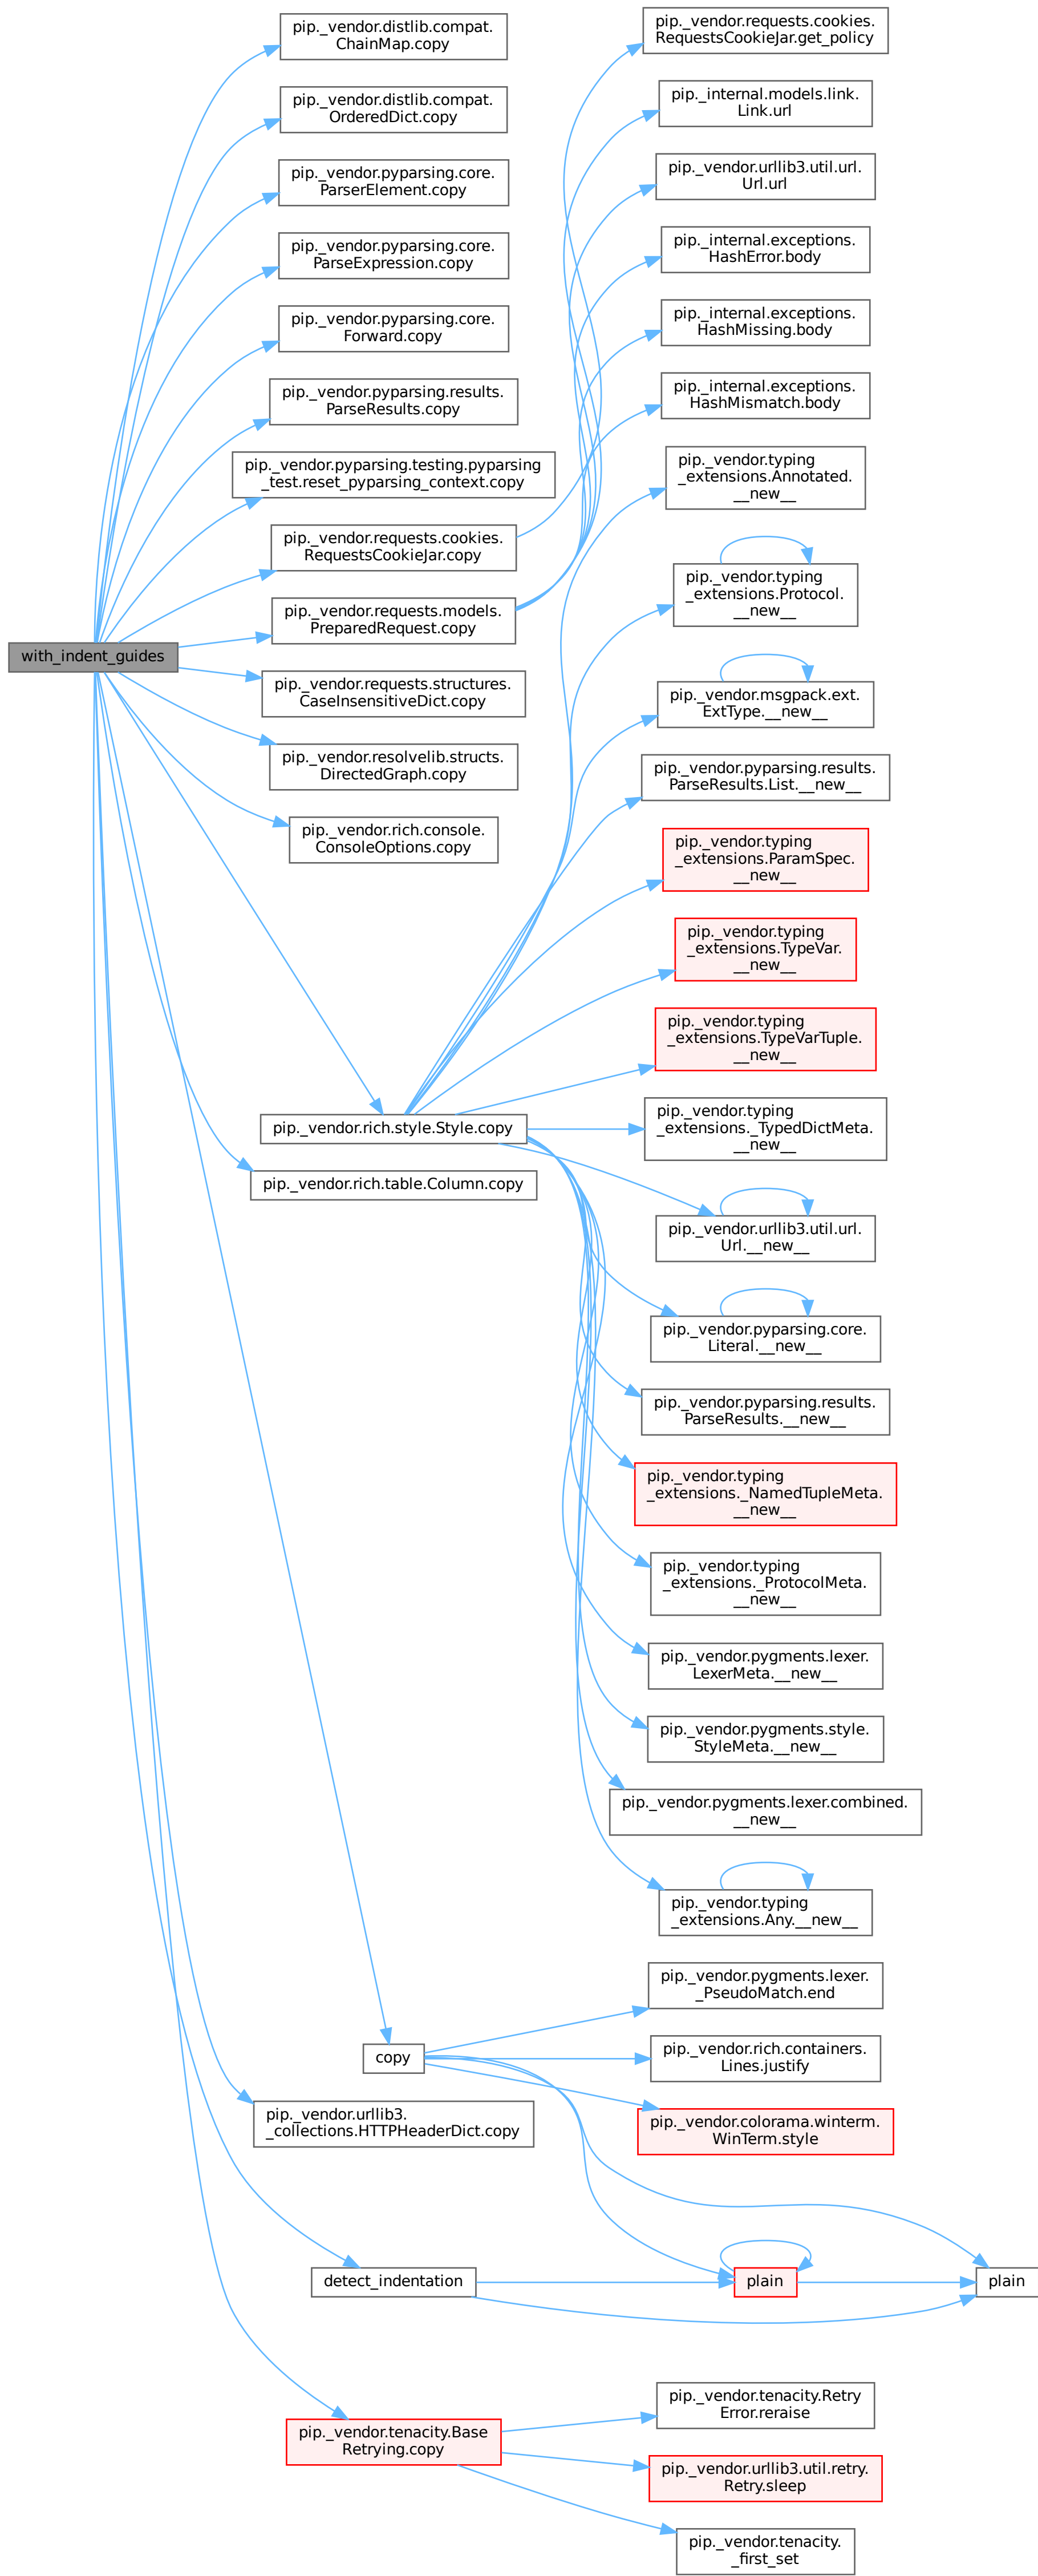 with_indent_guides
pip._vendor.distlib.compat.
ChainMap.copy
pip._vendor.distlib.compat.
OrderedDict.copy
pip._vendor.pyparsing.core.
ParserElement.copy
pip._vendor.pyparsing.core.
ParseExpression.copy
pip._vendor.pyparsing.core.
Forward.copy
pip._vendor.pyparsing.results.
ParseResults.copy
pip._vendor.pyparsing.testing.pyparsing
_test.reset_pyparsing_context.copy
pip._vendor.requests.cookies.
RequestsCookieJar.copy
pip._vendor.requests.models.
PreparedRequest.copy
pip._vendor.requests.structures.
CaseInsensitiveDict.copy
pip._vendor.resolvelib.structs.
DirectedGraph.copy
pip._vendor.rich.console.
ConsoleOptions.copy
pip._vendor.rich.style.Style.copy
pip._vendor.rich.table.Column.copy
copy
pip._vendor.urllib3.
_collections.HTTPHeaderDict.copy
detect_indentation
pip._vendor.tenacity.Base
Retrying.copy
pip._vendor.requests.cookies.
RequestsCookieJar.get_policy
pip._internal.models.link.
Link.url
pip._vendor.urllib3.util.url.
Url.url
pip._internal.exceptions.
HashError.body
pip._internal.exceptions.
HashMissing.body
pip._internal.exceptions.
HashMismatch.body
pip._vendor.typing
_extensions.Annotated.
__new__
pip._vendor.typing
_extensions.Protocol.
__new__
pip._vendor.msgpack.ext.
ExtType.__new__
pip._vendor.pyparsing.results.
ParseResults.List.__new__
pip._vendor.typing
_extensions.ParamSpec.
__new__
pip._vendor.typing
_extensions.TypeVar.
__new__
pip._vendor.typing
_extensions.TypeVarTuple.
__new__
pip._vendor.typing
_extensions._TypedDictMeta.
__new__
pip._vendor.urllib3.util.url.
Url.__new__
pip._vendor.pyparsing.core.
Literal.__new__
pip._vendor.pyparsing.results.
ParseResults.__new__
pip._vendor.typing
_extensions._NamedTupleMeta.
__new__
pip._vendor.typing
_extensions._ProtocolMeta.
__new__
pip._vendor.pygments.lexer.
LexerMeta.__new__
pip._vendor.pygments.style.
StyleMeta.__new__
pip._vendor.pygments.lexer.combined.
__new__
pip._vendor.typing
_extensions.Any.__new__
pip._vendor.pygments.lexer.
_PseudoMatch.end
pip._vendor.rich.containers.
Lines.justify
pip._vendor.colorama.winterm.
WinTerm.style
plain
plain
pip._vendor.tenacity.Retry
Error.reraise
pip._vendor.urllib3.util.retry.
Retry.sleep
pip._vendor.tenacity.
_first_set